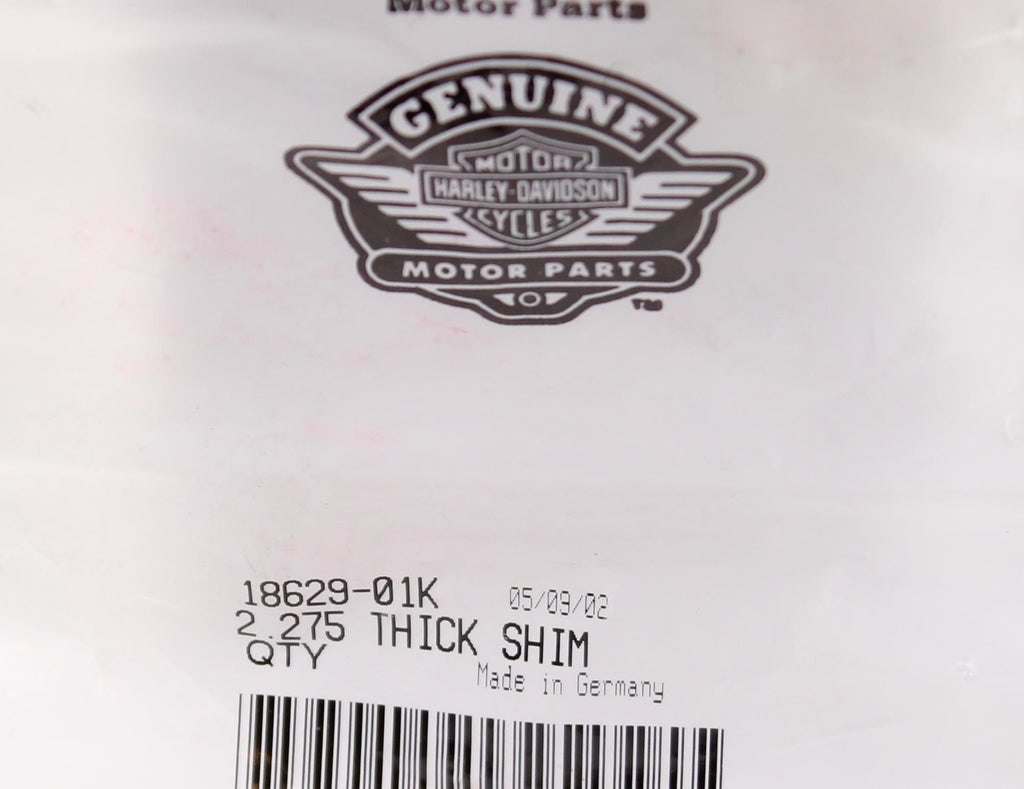 Motor Parts
GENUINE
MOTOR
HARLEY-DAVIDSON
CYCLES
MOTOR PARTS
TM
18629-01K 05/09/02
2.275 THICK SHIM
QTY
Made in Germany